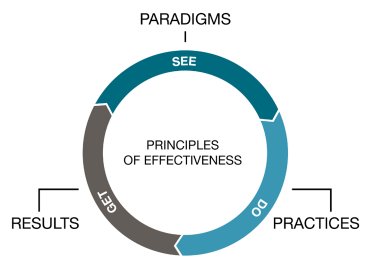 PARADIGMS
SEE
PRINCIPLES
OF EFFECTIVENESS
GET
DO
RESULTS
PRACTICES